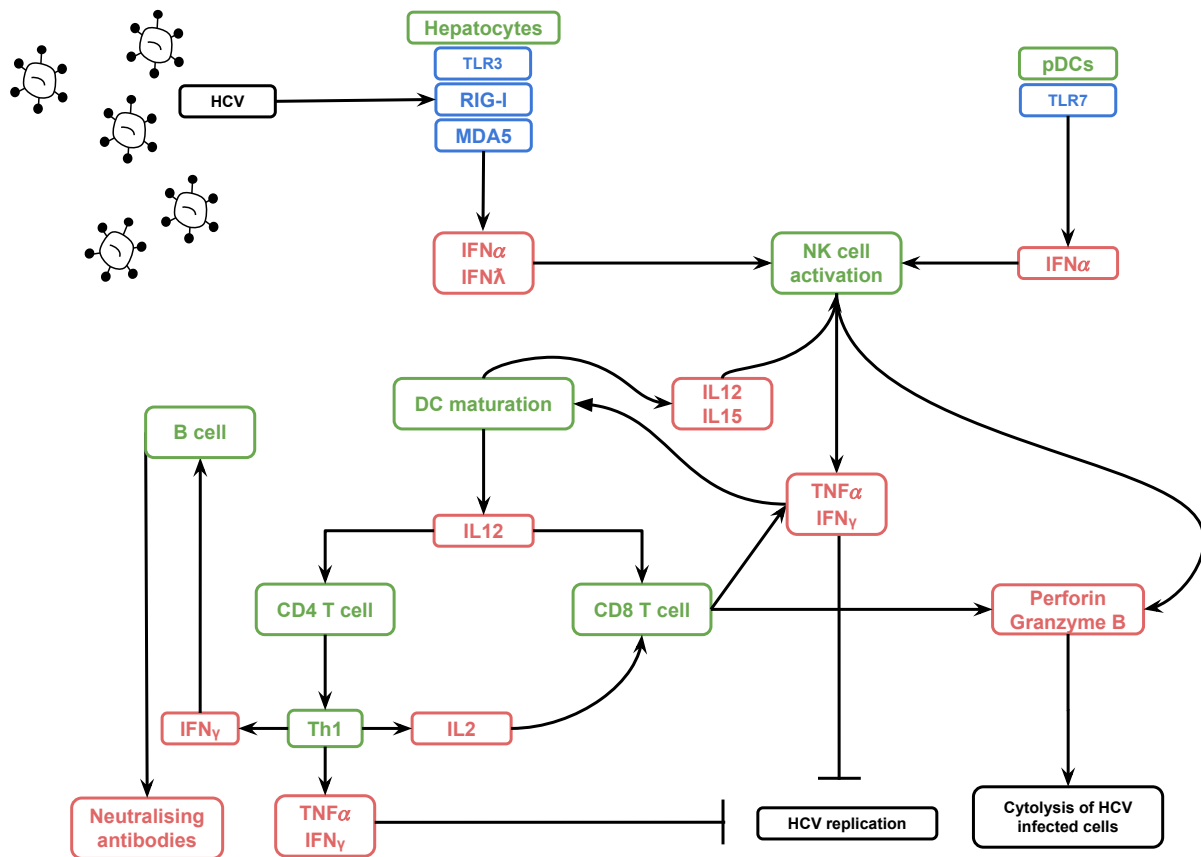 Hepatocytes
TLR3
pDCs
HCV
RIG-I
TLR7
MDA5
IFNα
IFNƛ
NK cell
activation
IFNα
DC maturation
IL12
IL15
B cell
TNFα
IFNγ
IL12
CD4 T cell
CD8 T cell
Perforin
Granzyme B
IFNγ
Th1
IL2
Neutralising
antibodies
TNFα
IFNγ
HCV replication
Cytolysis of HCV
infected cells